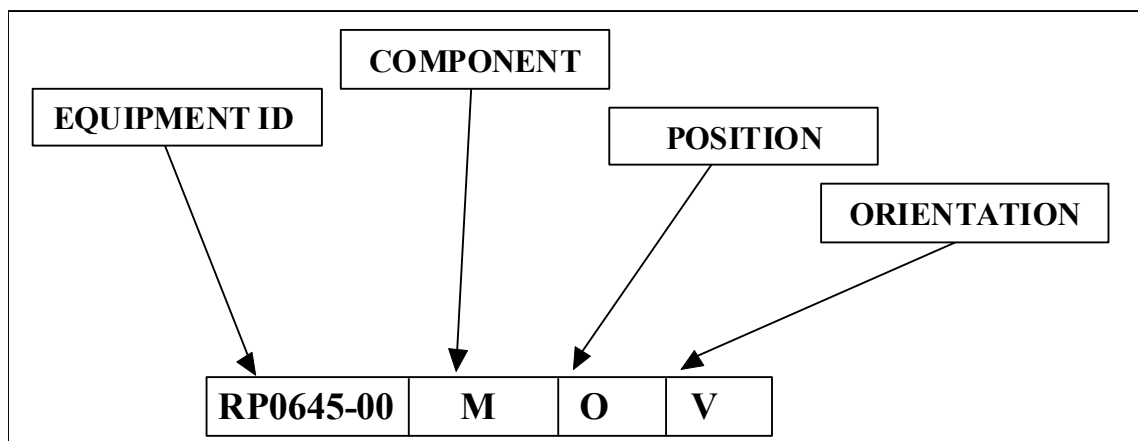 COMPONENT
EQUIPMENT ID
POSITION
ORIENTATION
RP0645-00 M O V